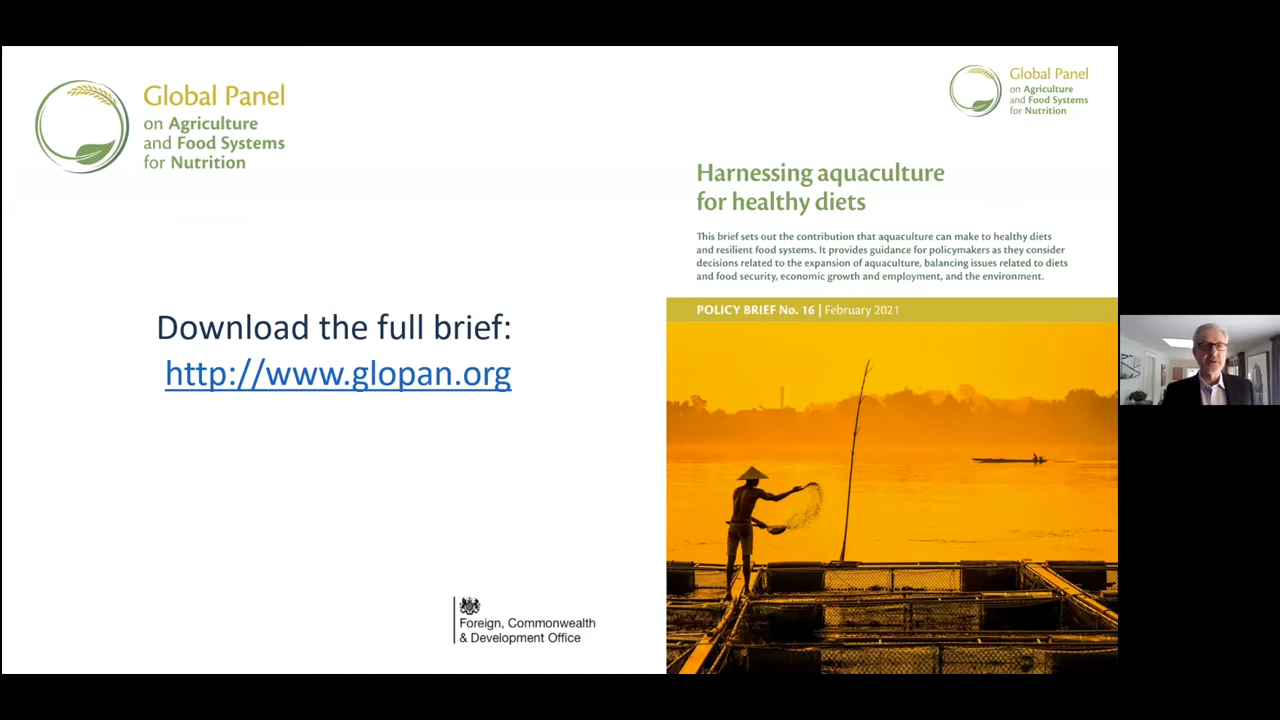 Global Panel
on Agriculture
and Food Systems
for Nutrition
Download the full brief:
http://www.glopan.org
Foreign, Commonwealth
& Development Office
Global Panel
on Agriculture
and Food Systems
for Nutrition
Harnessing aquaculture
for healthy diets
This brief sets out the contribution that aquaculture can make to healthy diets
and resilient food systems. It provides guidance for policymakers as they consider
decisions related to the expansion of aquaculture, balancing issues related to diets
and food security, economic growth and employment, and the environment.
POLICY BRIEF No. 16 | February 2021